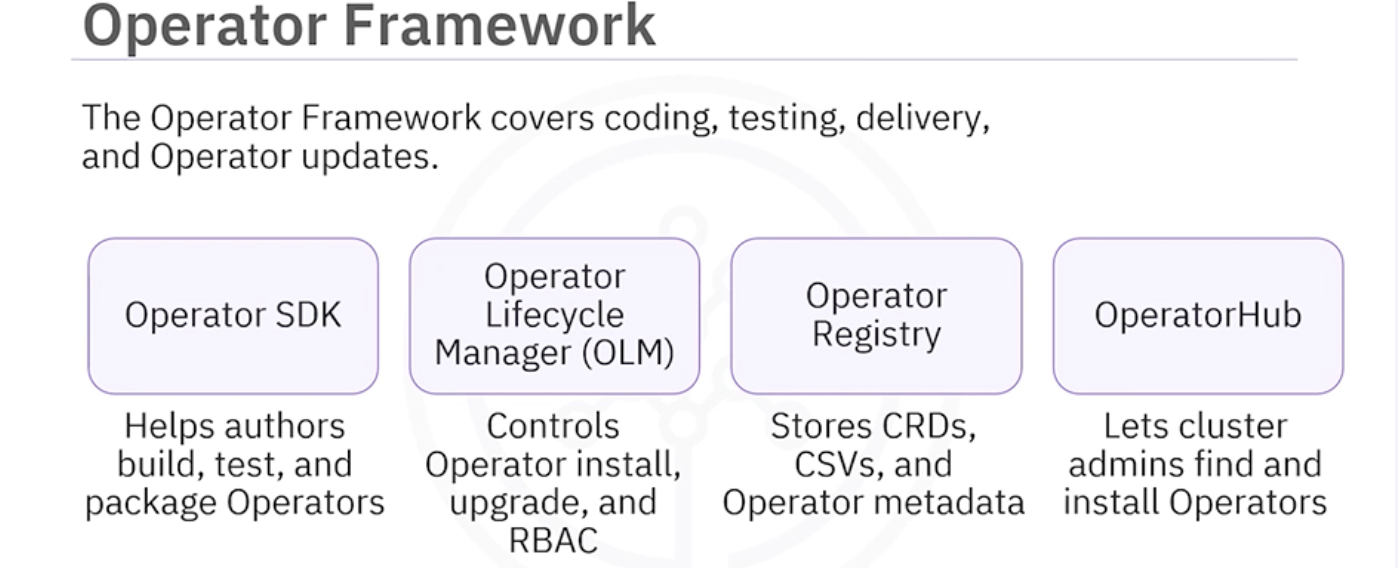 Operator Framework
The Operator Framework covers coding, testing, delivery,
and Operator updates.
Operator SDK
Helps authors
build, test, and
package Operators
Operator
Lifecycle
Manager (OLM)
Controls
Operator install,
upgrade, and
RBAC
Operator
Registry
Stores CRDs,
CSVs, and
Operator metadata
OperatorHub
Lets cluster
admins find and
install Operators